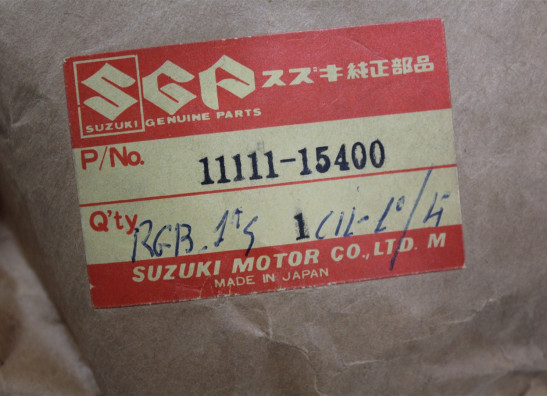 SGP スズキ純正部品
SUZUKI GENUINE PARTS
P/No. 11111-15400
Q'ty 1
SUZUKI MOTOR CO., LTD. M
MADE IN JAPAN